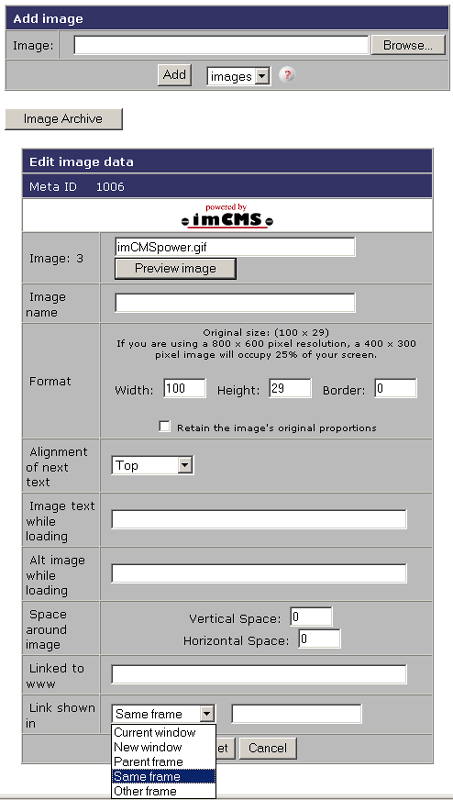 Add image
Image: Browse...
Add images ?
Image Archive
Edit image data
Meta ID 1006
powered by
imCMS
Image: 3 imCMSpower.gif
Preview image
Image
name
Original size: (100 x 29)
If you are using a 800 x 600 pixel resolution, a 400 x 300
pixel image will occupy 25% of your screen.
Format
Width: 100 Height: 29 Border: 0
Retain the image's original proportions
Alignment
of next
text
Top
Image text
while
loading
Alt image
while
loading
Space
around
image
Vertical Space: 0
Horizontal Space: 0
Linked to
www
Link shown
in
Same frame
Current window
New window
Parent frame
Same frame
Other frame
et Cancel